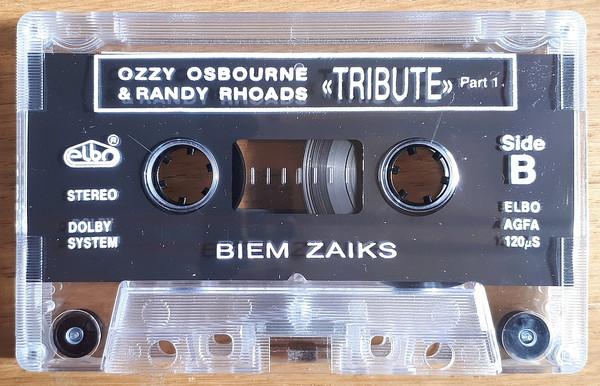 OZZY OSBOURNE
& RANDY RHOADS
«TRIBUTE» Part 1.
elbo®
STEREO
DOLBY
SYSTEM
Side
B
ELBO
AGFA
120µS
BIEM ZAIKS